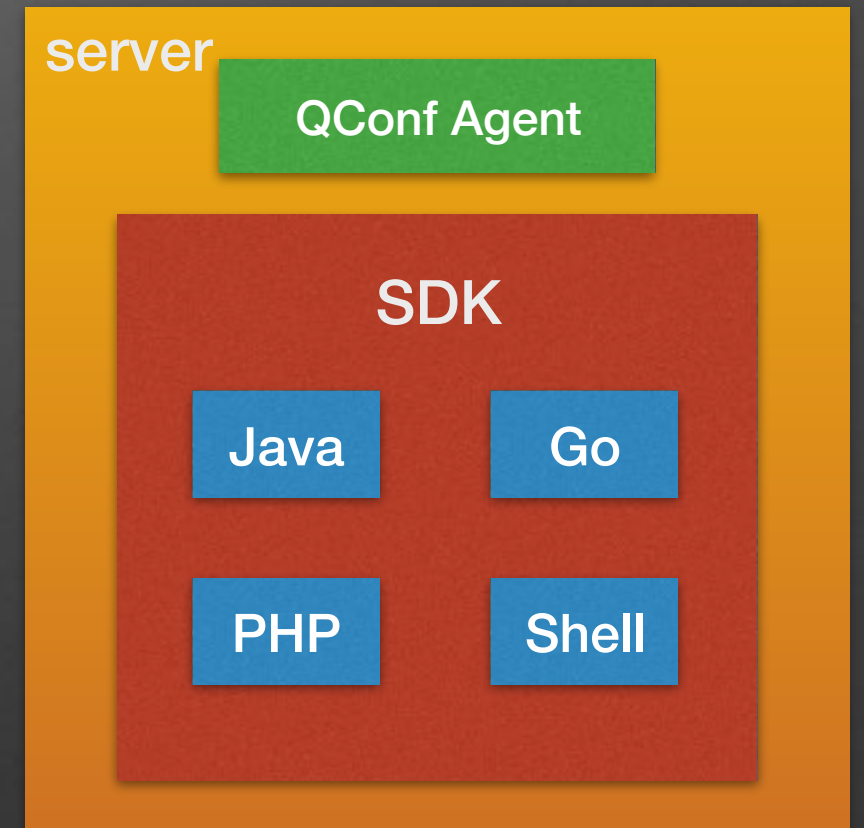 server
QConf Agent
SDK
Java
Go
PHP
Shell